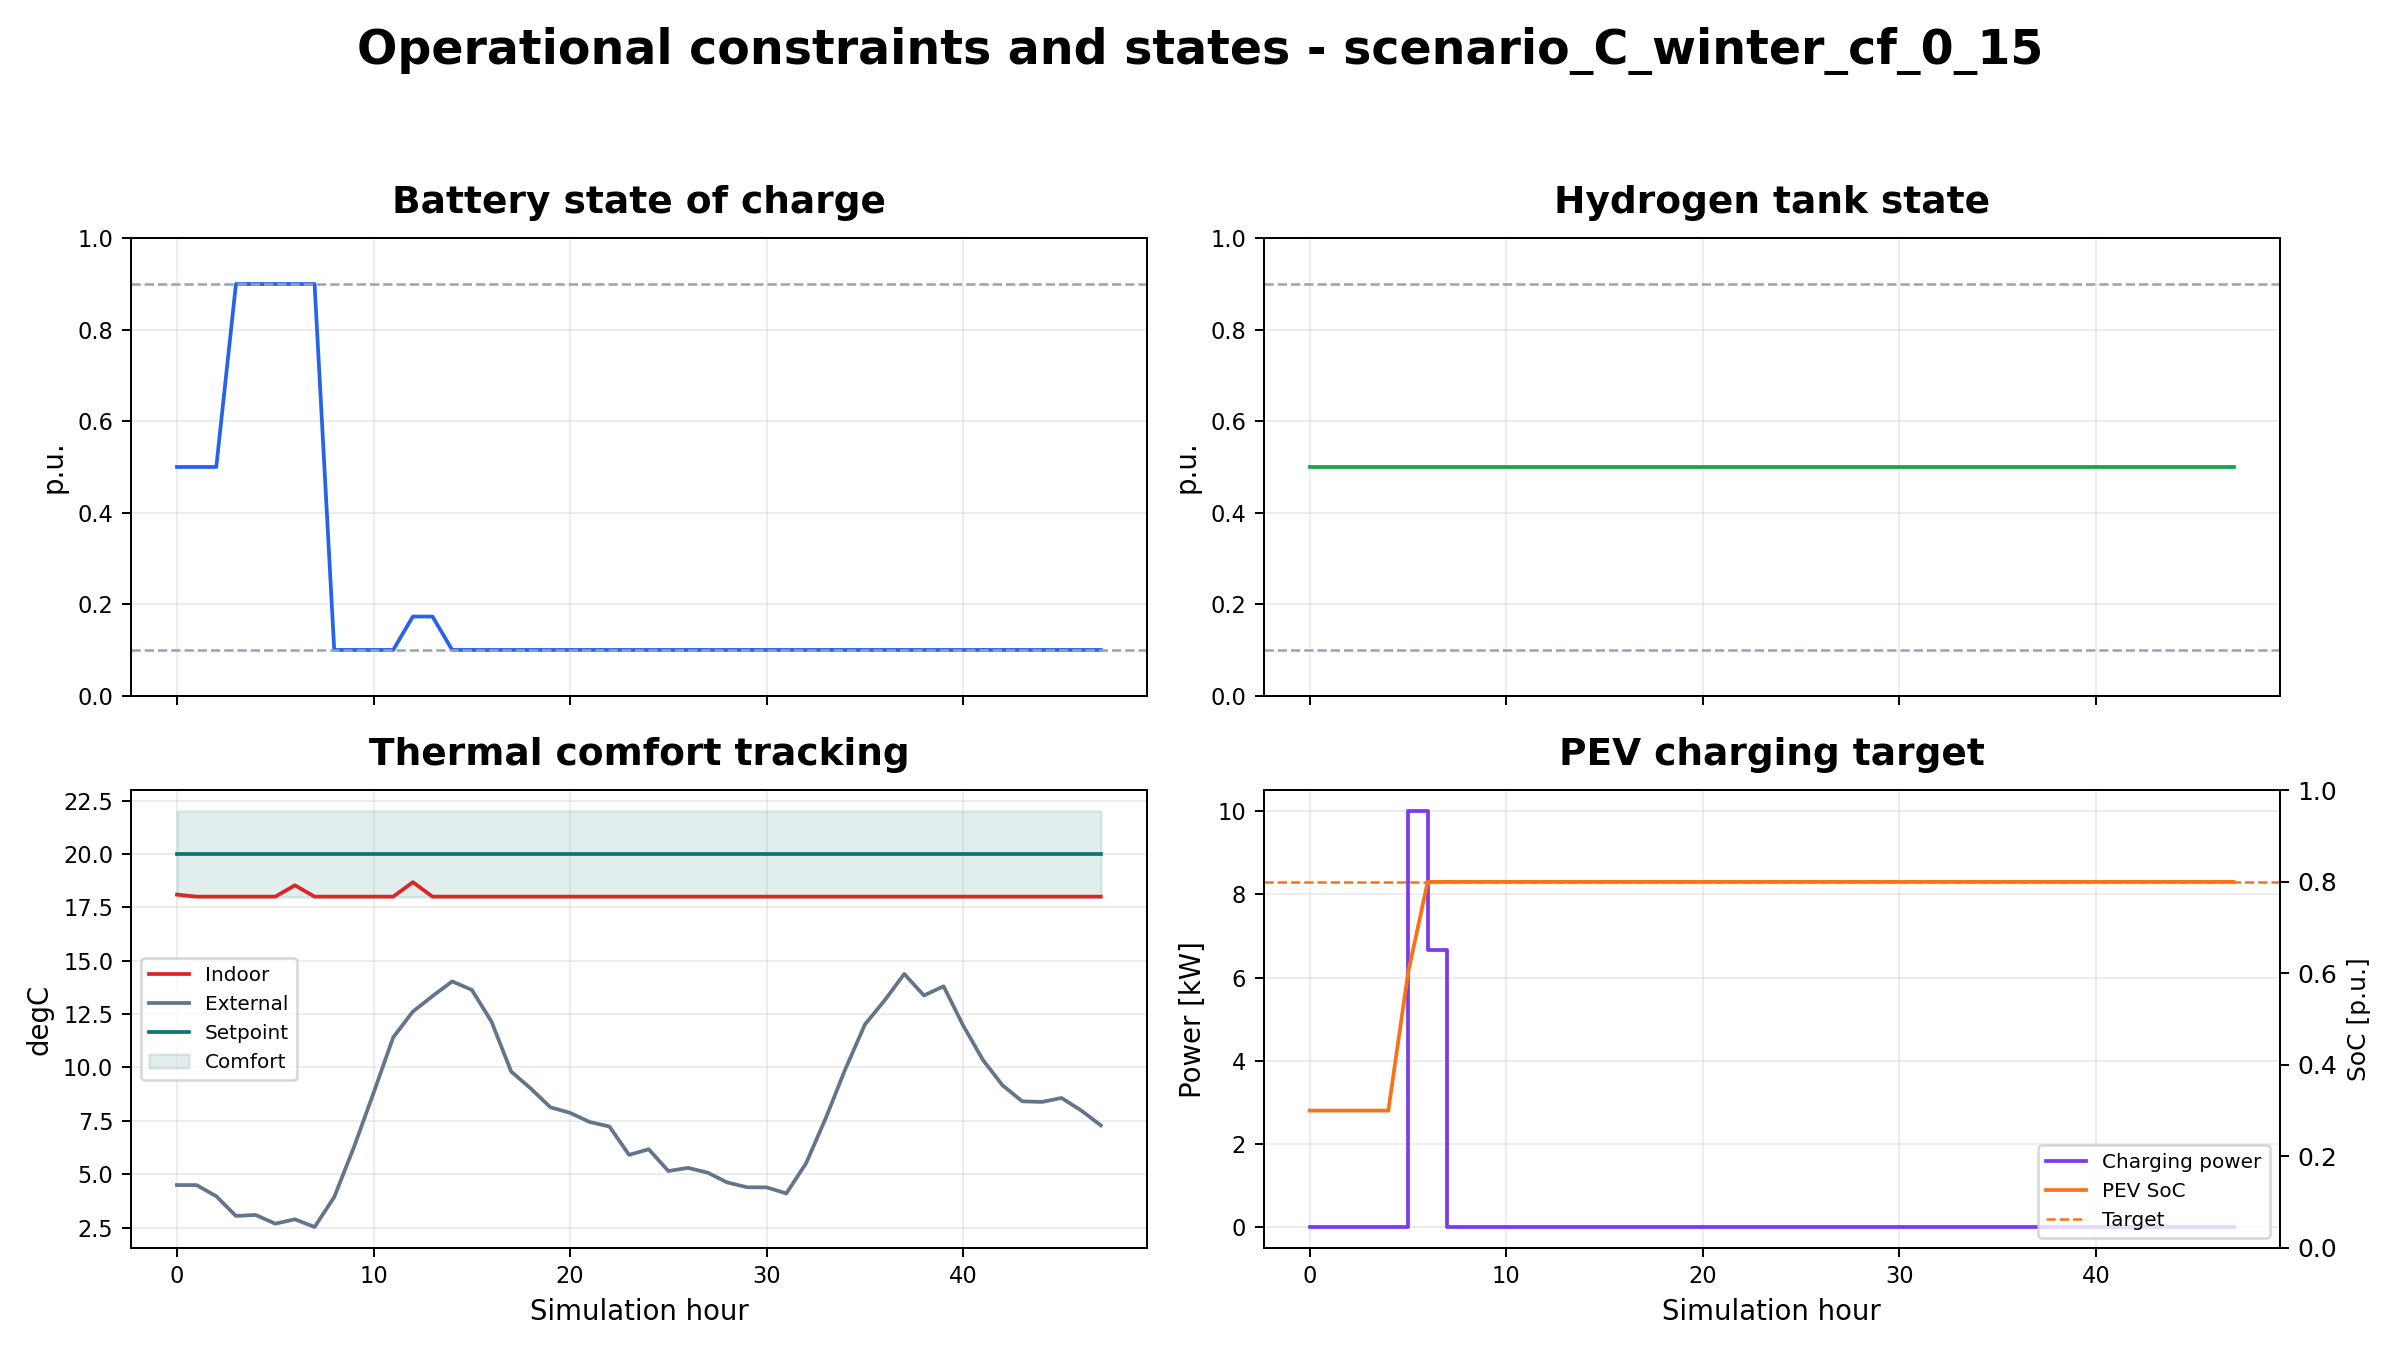 Operational constraints and states - scenario_C_winter_cf_0_15
Battery state of charge
1.0
0.8
0.6
0.4
0.2
0.0
p.u.
Hydrogen tank state
1.0
0.8
0.6
0.4
0.2
0.0
p.u.
Thermal comfort tracking
22.5
20.0
17.5
15.0
12.5
10.0
7.5
5.0
2.5
degC
Indoor
External
Setpoint
Comfort
0 10 20 30 40
Simulation hour
PEV charging target
10
8
6
4
2
0
Power [kW]
1.0
0.8
0.6
0.4
0.2
0.0
SoC [p.u.]
Charging power
PEV SoC
Target
0 10 20 30 40
Simulation hour